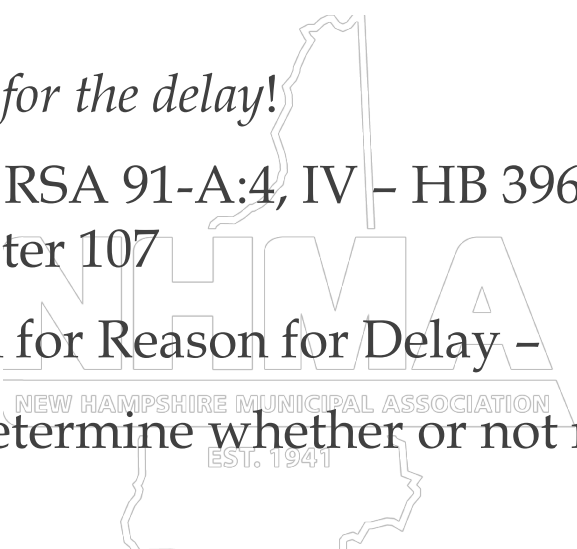 for the delay!
RSA 91-A:4, IV – HB 396
ter 107
for Reason for Delay –
NHMA
NEW HAMPSHIRE MUNICIPAL ASSOCIATION
etermine whether or not
EST. 1941